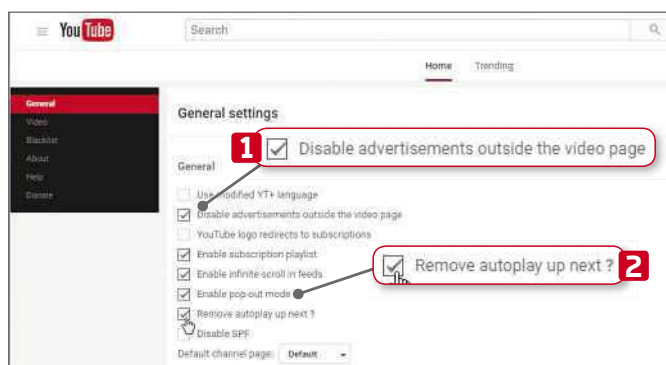 YouTube
Search
Home Trending
General
Video
Blacklist
About
Help
Donate
General settings
1 Disable advertisements outside the video page
General
Use modified YT+ language
Disable advertisements outside the video page
YouTube logo redirects to subscriptions
Enable subscription playlist
Enable infinite scroll in feeds
Remove autoplay up next ? 2
Enable pop-out mode
Remove autoplay up next ?
Disable SPF
Default channel page: Default